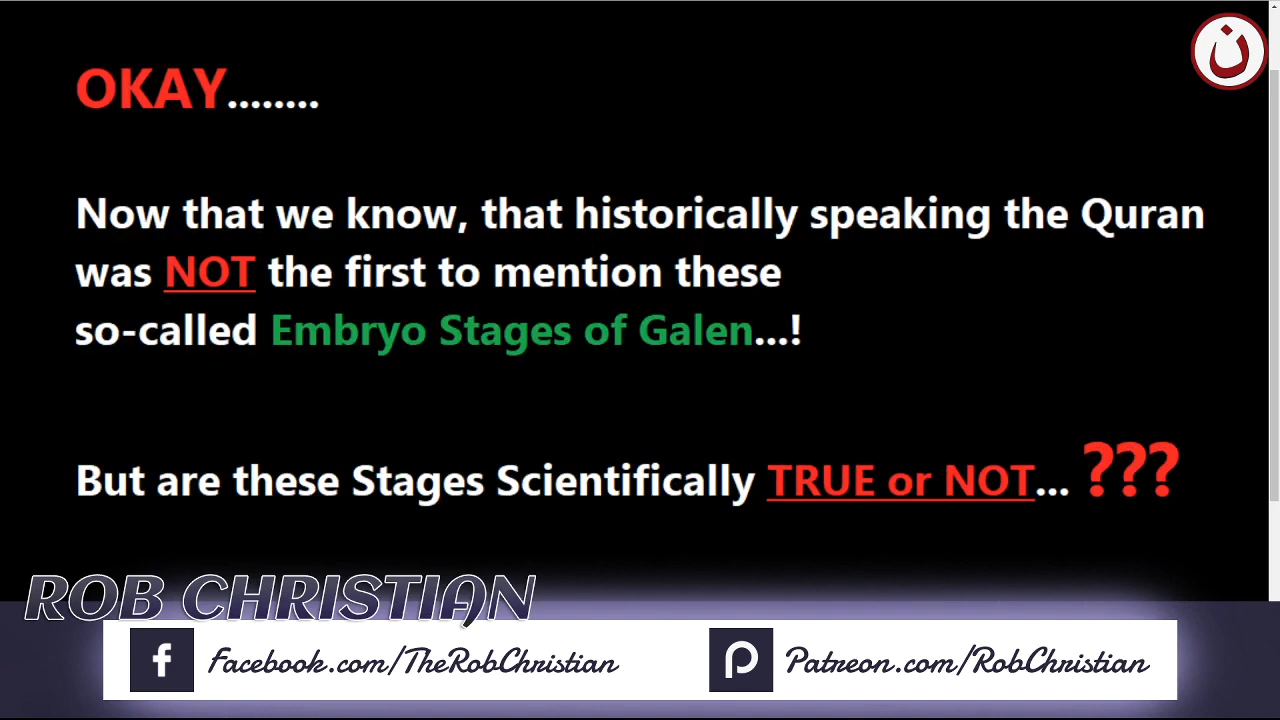 OKAY........
Now that we know, that historically speaking the Quran
was NOT the first to mention these
so-called Embryo Stages of Galen...!
But are these Stages Scientifically TRUE or NOT... ???
ROB CHRISTIAN
Facebook.com/TheRobChristian
Patreon.com/RobChristian
ن